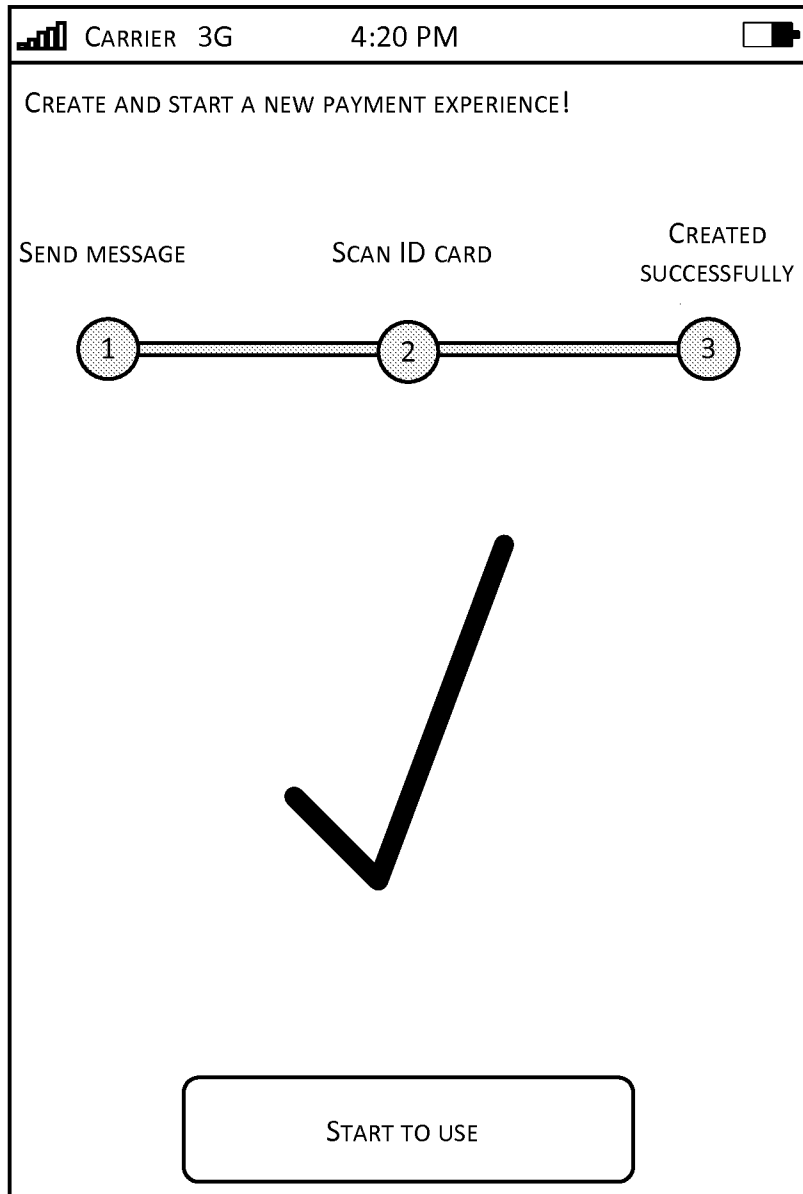 CARRIER 3G 4:20 PM
CREATE AND START A NEW PAYMENT EXPERIENCE!
SEND MESSAGE SCAN ID CARD CREATED
SUCCESSFULLY
1 2 3
START TO USE